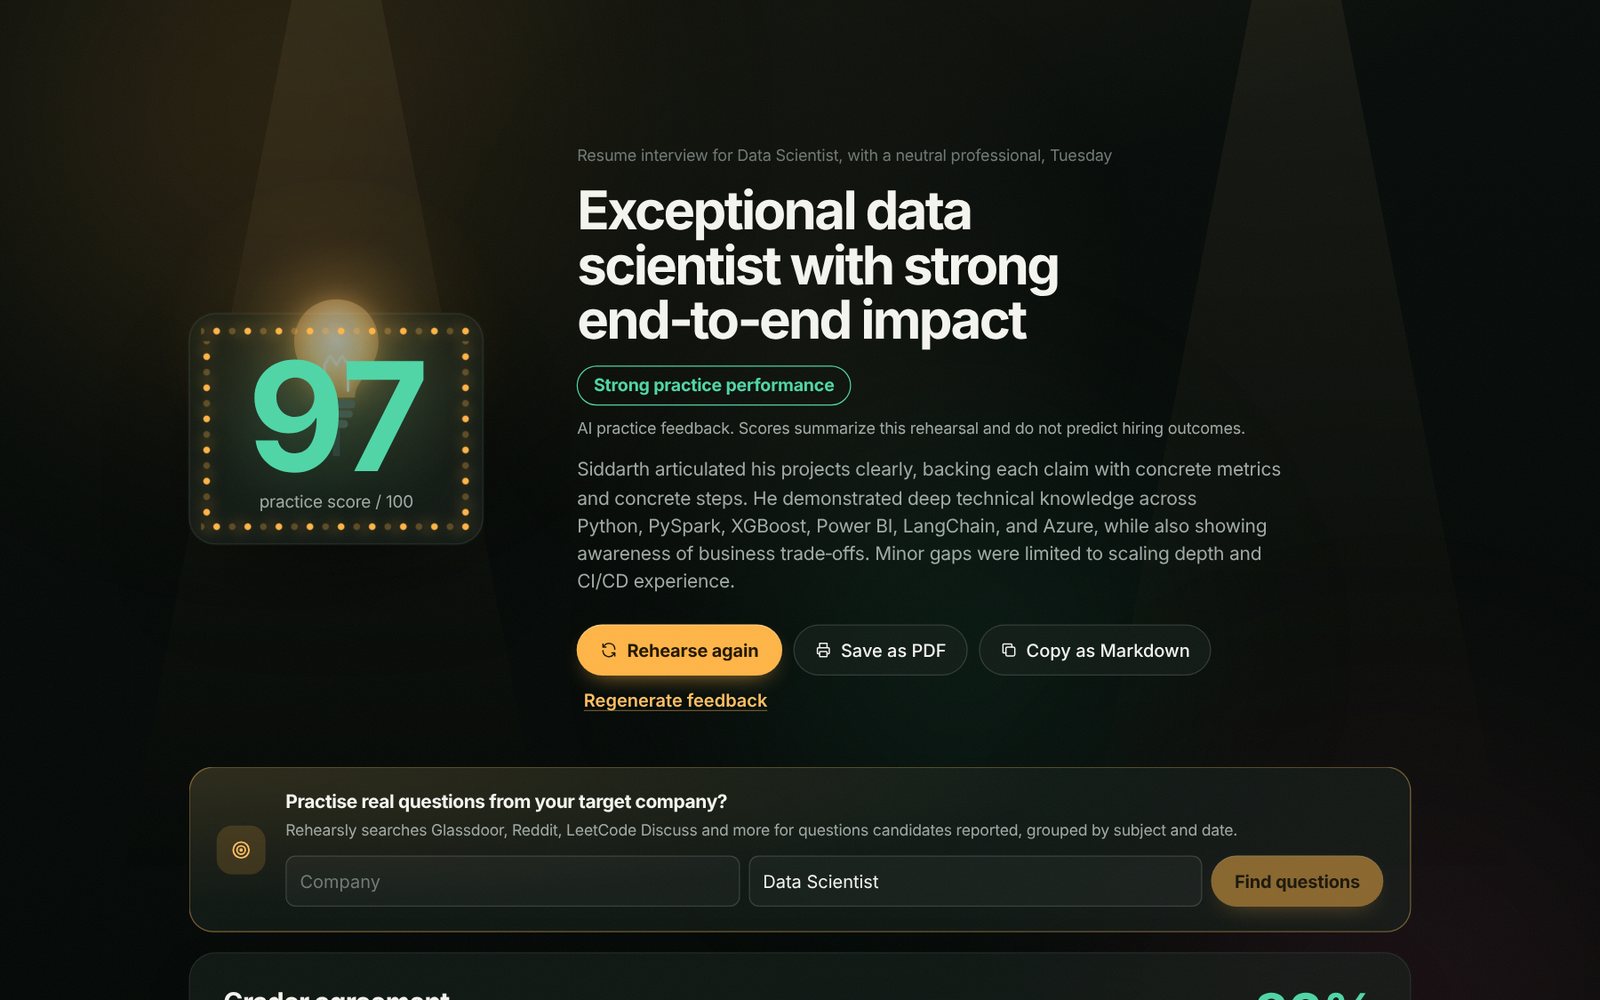 Resume interview for Data Scientist, with a neutral professional, Tuesday
Exceptional data
scientist with strong
end-to-end impact
97
practice score / 100
Strong practice performance
AI practice feedback. Scores summarize this rehearsal and do not predict hiring outcomes.
Siddarth articulated his projects clearly, backing each claim with concrete metrics
and concrete steps. He demonstrated deep technical knowledge across
Python, PySpark, XGBoost, Power BI, LangChain, and Azure, while also showing
awareness of business trade-offs. Minor gaps were limited to scaling depth and
CI/CD experience.
Rehearse again
Save as PDF
Copy as Markdown
Regenerate feedback
Practise real questions from your target company?
Rehearsly searches Glassdoor, Reddit, LeetCode Discuss and more for questions candidates reported, grouped by subject and date.
Company
Data Scientist
Find questions
Grader agreement